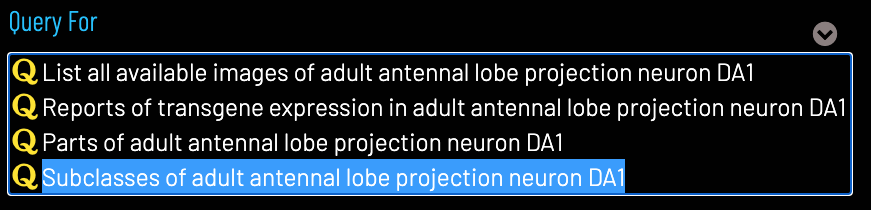 Query For
Q List all available images of adult antennal lobe projection neuron DA1
Q Reports of transgene expression in adult antennal lobe projection neuron DA1
Q Parts of adult antennal lobe projection neuron DA1
Q Subclasses of adult antennal lobe projection neuron DA1